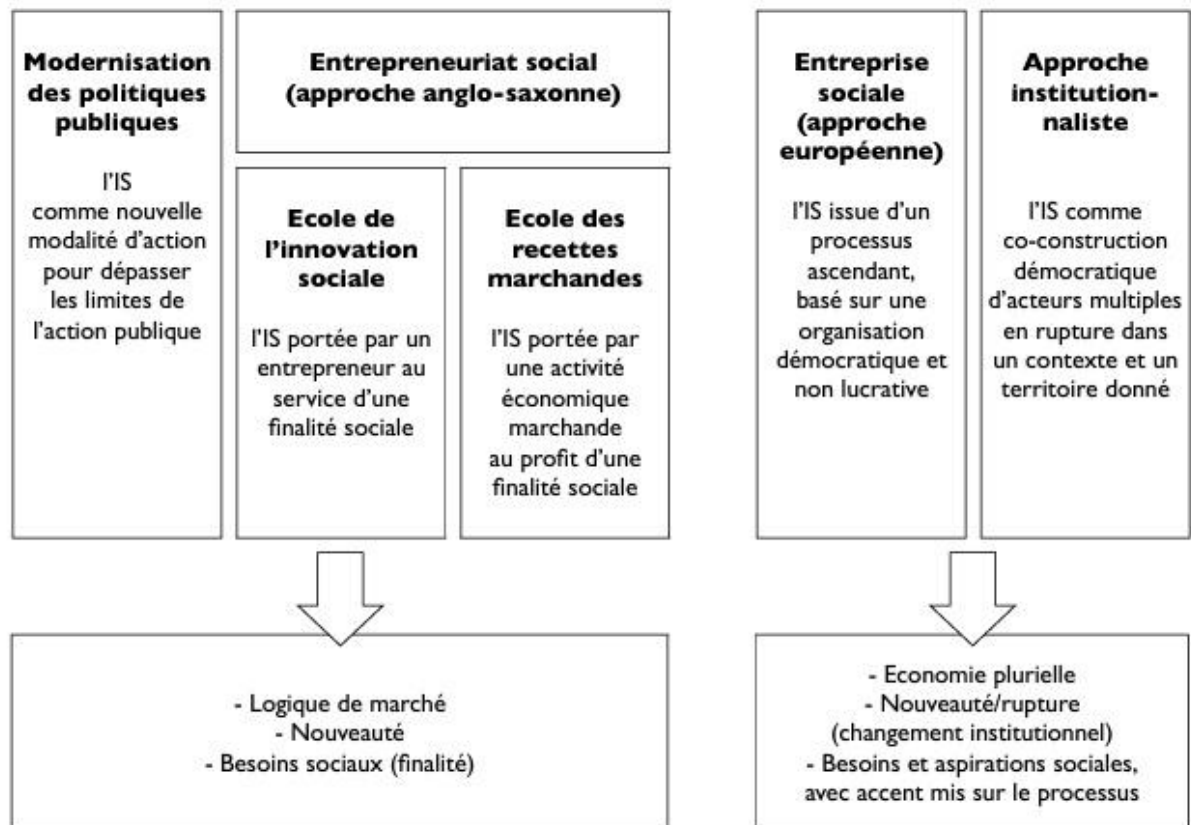 Modernisation
des politiques
publiques
l'IS
comme nouvelle
modalité d'action
pour dépasser
les limites de
l'action publique
Entrepreneuriat social
(approche anglo-saxonne)
Ecole de
l'innovation
sociale
l'IS portée par un
entrepreneur au
service d'une
finalité sociale
Ecole des
recettes
marchandes
l'IS portée par
une activité
économique
marchande
au profit d'une
finalité sociale
Entreprise
sociale
(approche
européenne)
l'IS issue d'un
processus
ascendant,
basé sur une
organisation
démocratique et
non lucrative
Approche
institution-
naliste
l'IS comme
co-construction
démocratique
d'acteurs multiples
en rupture dans
un contexte et un
territoire donné
- Logique de marché
- Nouveauté
- Besoins sociaux (finalité)
- Economie plurielle
- Nouveauté/rupture
(changement institutionnel)
- Besoins et aspirations sociales,
avec accent mis sur le processus